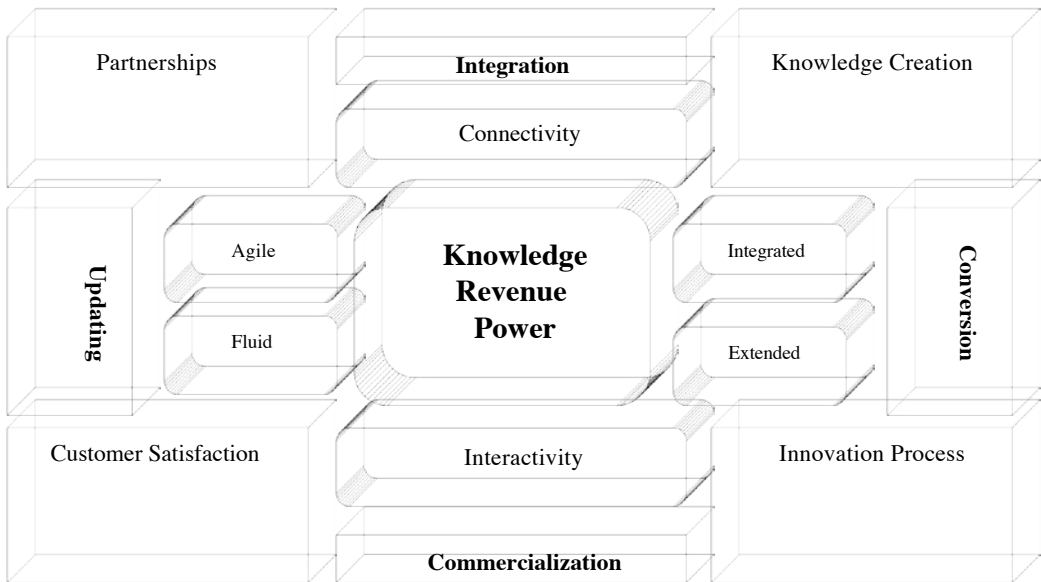 Partnerships
Integration
Knowledge Creation
Connectivity
Updating
Agile
Fluid
Knowledge
Revenue
Power
Integrated
Extended
Conversion
Customer Satisfaction
Interactivity
Innovation Process
Commercialization